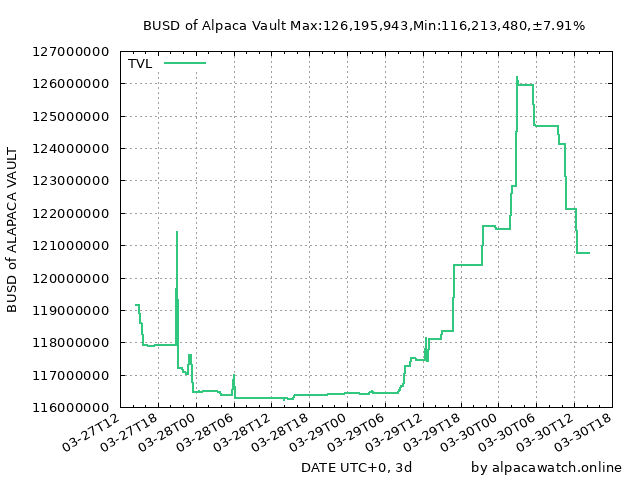 BUSD of Alpaca Vault Max:126,195,943,Min:116,213,480,±7.91%
BUSD of ALAPACA VAULT
127000000
126000000
125000000
124000000
123000000
122000000
121000000
120000000
119000000
118000000
117000000
116000000
TVL
03-27T12
03-27T18
03-28T00
03-28T06
03-28T12
03-28T18
03-29T00
03-29T06
03-29T12
03-29T18
03-30T00
03-30T06
03-30T12
03-30T18
DATE UTC+0, 3d
by alpacawatch.online